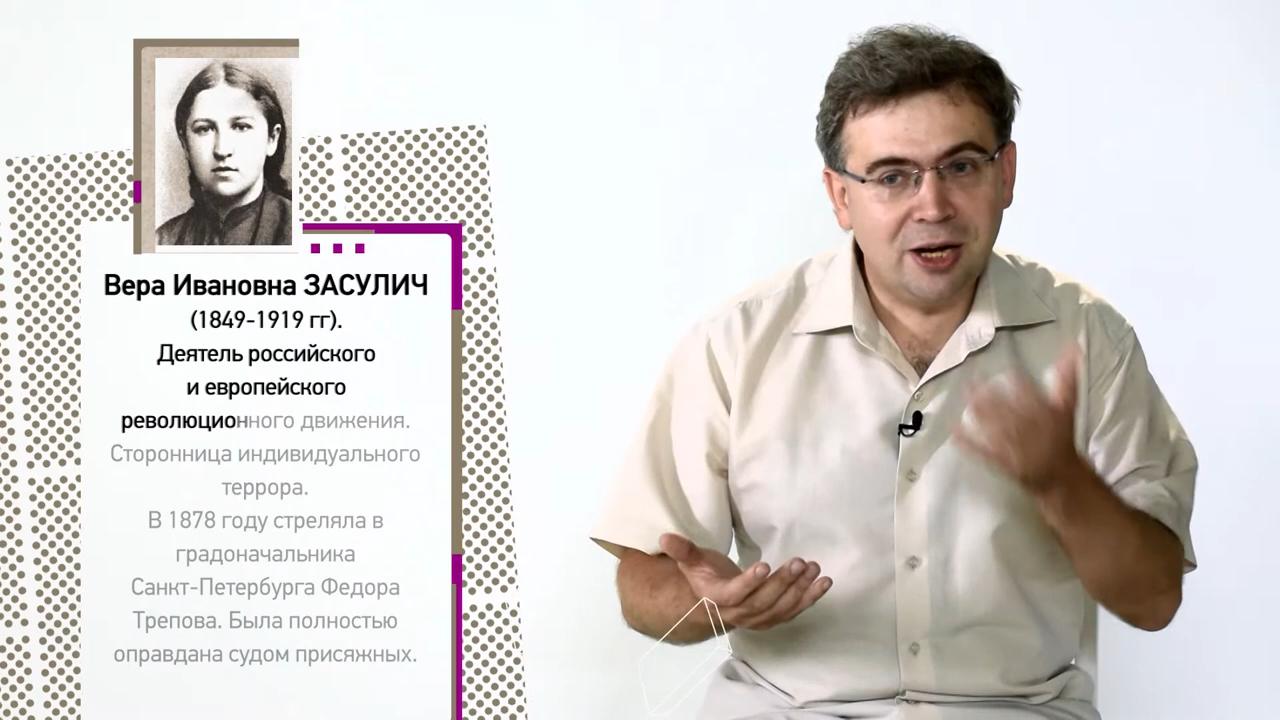 Вера Ивановна ЗАСУЛИЧ
(1849-1919 гг).
Деятель российского
и европейского
революционного движения.
Сторонница индивидуального
террора.
В 1878 году стреляла в
градоначальника
Санкт-Петербурга Федора
Трепова. Была полностью
оправдана судом присяжных.